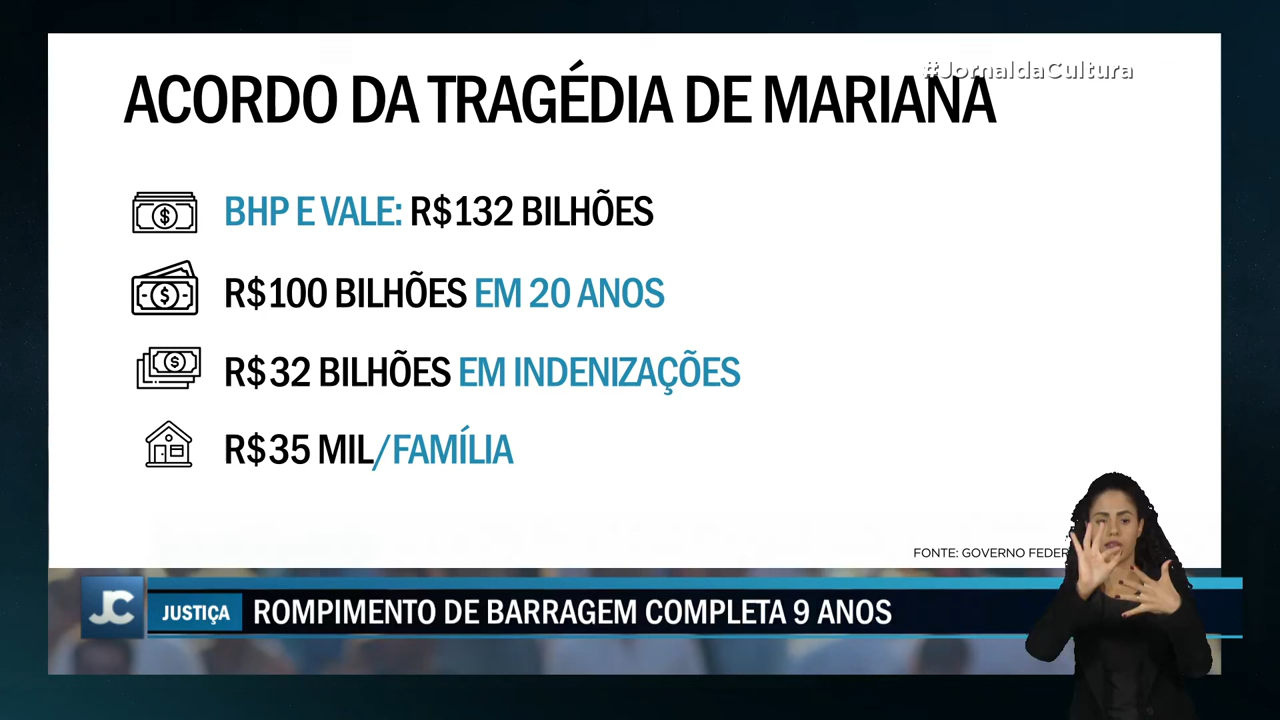 #JornaldaCultura
ACORDO DA TRAGÉDIA DE MARIANA
BHP E VALE: R$132 BILHÕES
R$100 BILHÕES EM 20 ANOS
R$32 BILHÕES EM INDENIZAÇÕES
R$35 MIL/FAMÍLIA
FONTE: GOVERNO FEDER
JC JUSTIÇA ROMPIMENTO DE BARRAGEM COMPLETA 9 ANOS